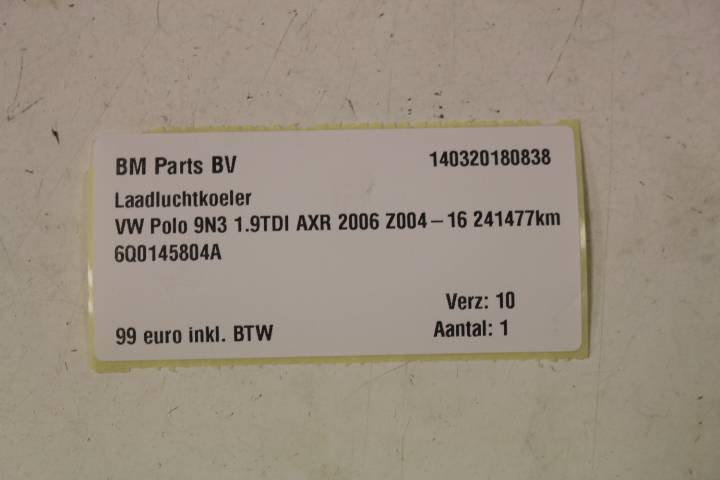 BM Parts BV 140320180838
Laadluchtkoeler
VW Polo 9N3 1.9TDI AXR 2006 Z004-16 241477km
6Q0145804A
Verz: 10
99 euro inkl. BTW Aantal: 1